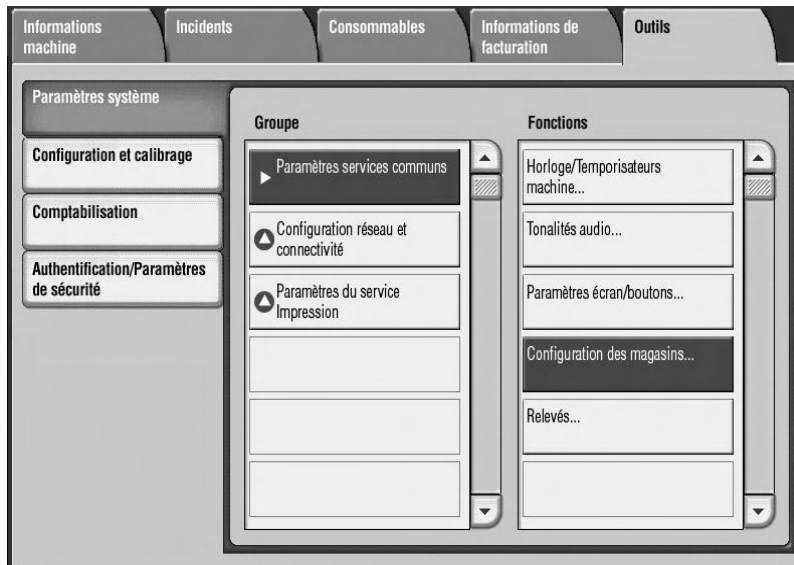 Informations
machine
Incidents
Consommables
Informations de
facturation
Outils
Paramètres système
Configuration et calibrage
Comptabilisation
Authentification/Paramètres
de sécurité
Groupe
Paramètres services communs
Configuration réseau et
connectivité
Paramètres du service
Impression
Fonctions
Horloge/Temporisateurs
machine...
Tonalités audio...
Paramètres écran/boutons...
Configuration des magasins...
Relevés...